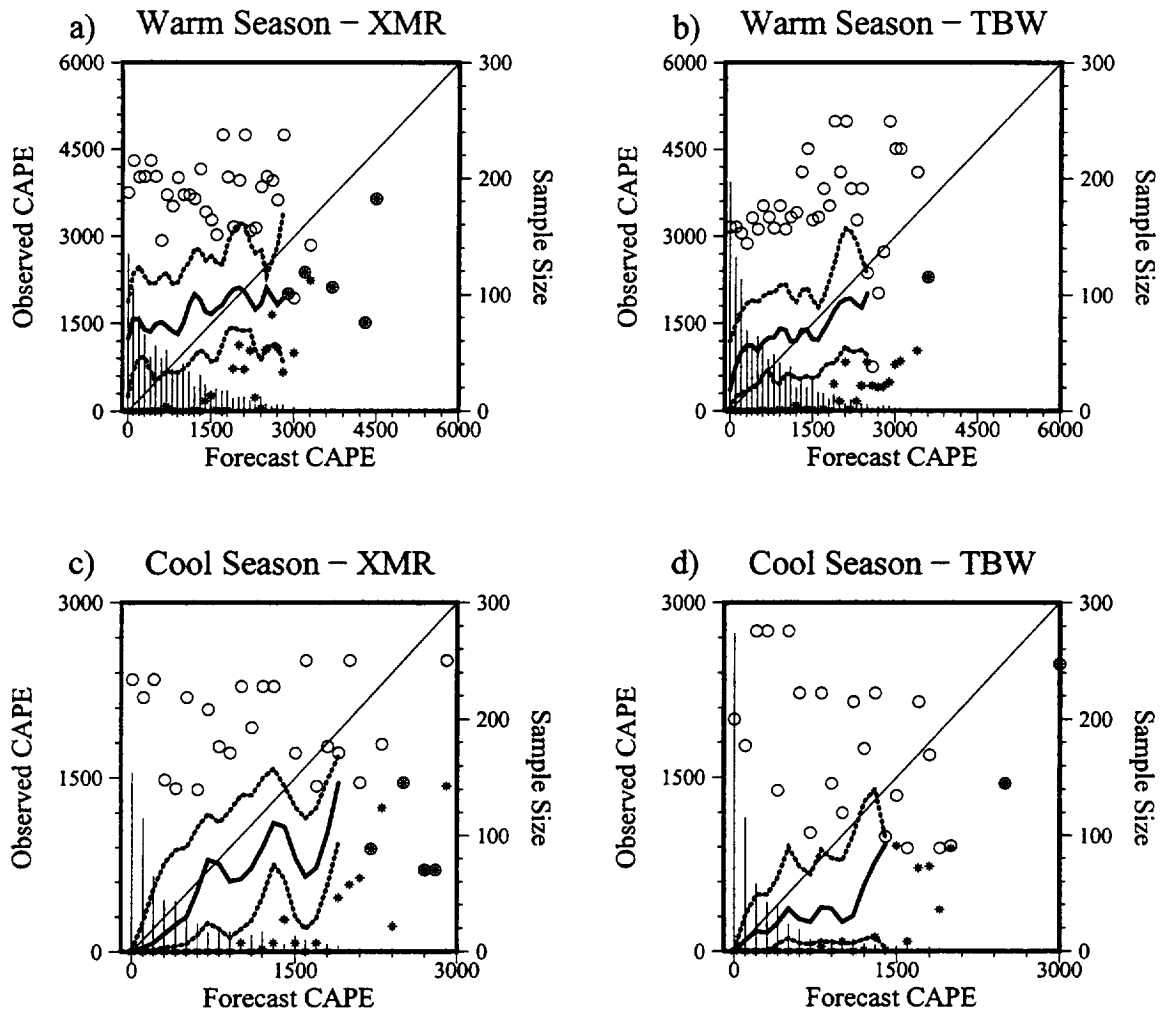 a) Warm Season – XMR
6000
4500
3000
1500
0
Observed CAPE
300
200
100
0
Sample Size
0 1500 3000 4500 6000
Forecast CAPE
b) Warm Season – TBW
6000
4500
3000
1500
0
Observed CAPE
300
200
100
0
Sample Size
0 1500 3000 4500 6000
Forecast CAPE
c) Cool Season – XMR
3000
1500
0
Observed CAPE
300
200
100
0
Sample Size
0 1500 3000
Forecast CAPE
d) Cool Season – TBW
3000
1500
0
Observed CAPE
300
200
100
0
Sample Size
0 1500 3000
Forecast CAPE